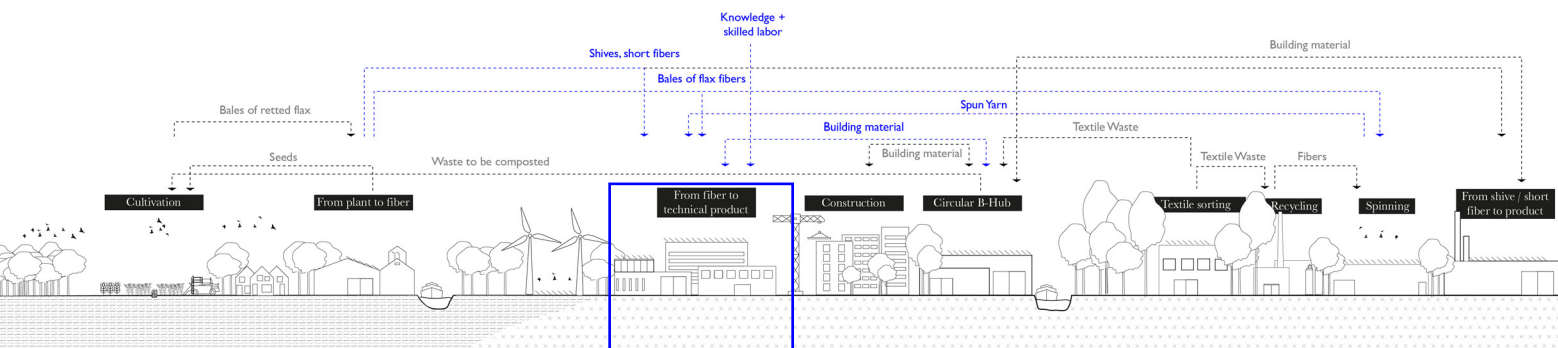 Knowledge +
skilled labor
Building material
Shives, short fibers
Bales of flax fibers
Spun Yarn
Bales of retted flax
Building material
Textile Waste
Building material
Seeds
Waste to be composted
Textile Waste
Fibers
Cultivation
From plant to fiber
From fiber to
technical product
Construction
Circular B-Hub
Textile sorting
Recycling
Spinning
From shive / short
fiber to product